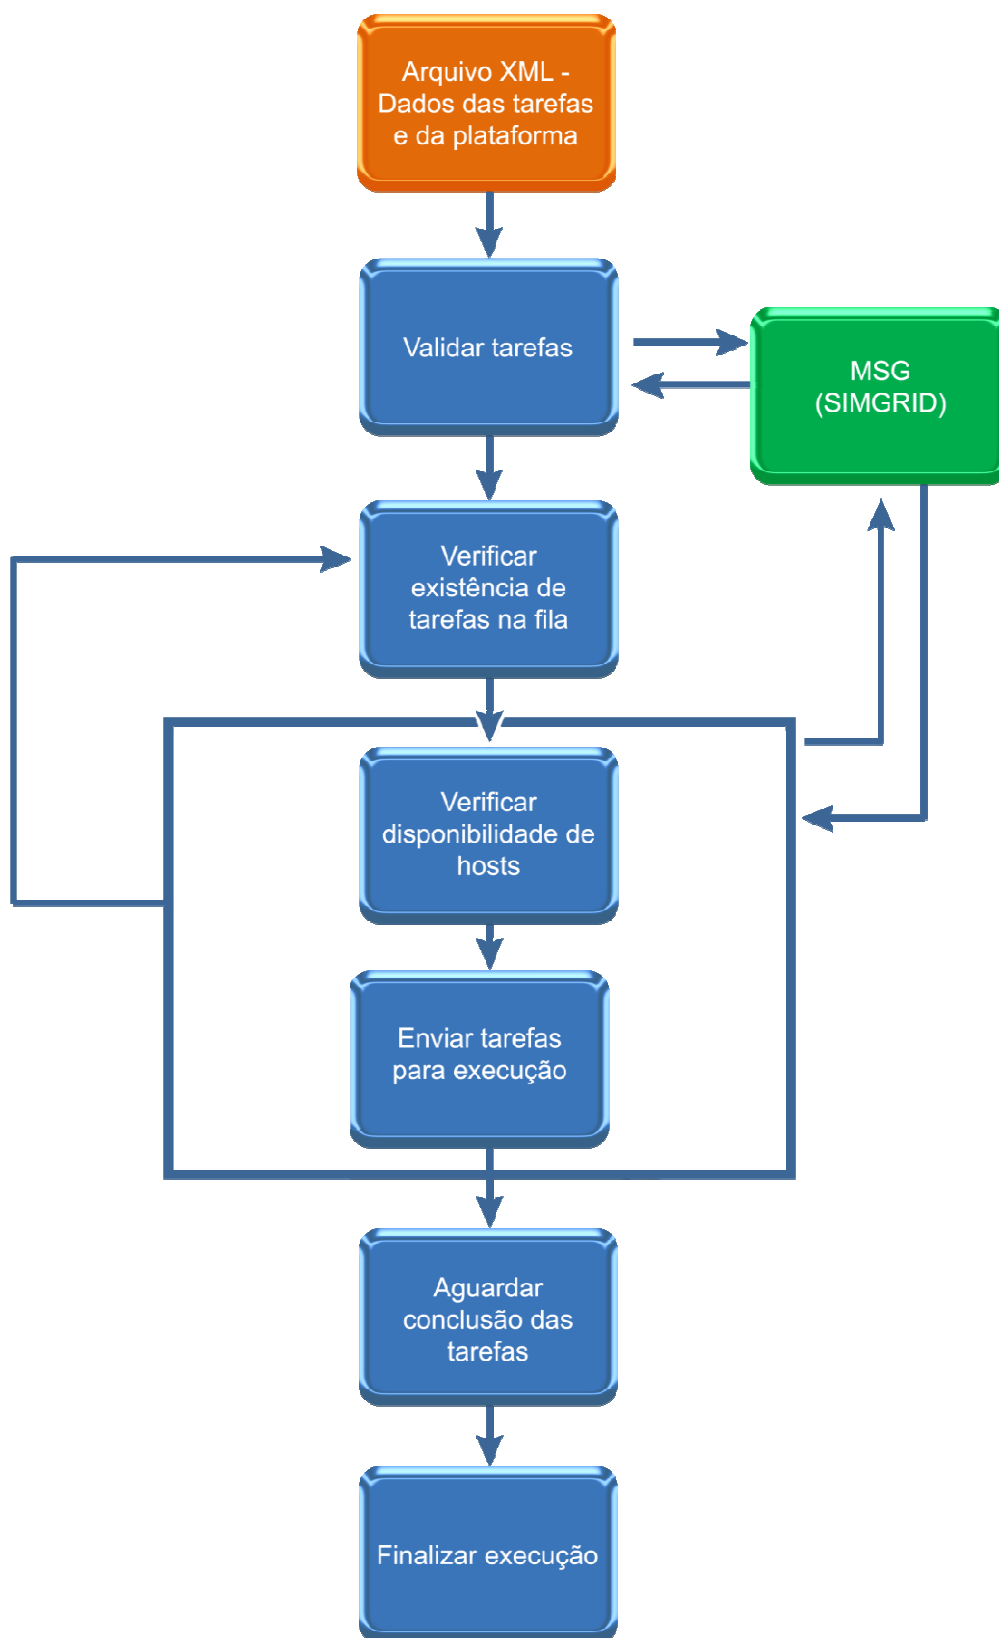 Arquivo XML -
Dados das tarefas
e da plataforma
Validar tarefas
MSG
(SIMGRID)
Verificar
existência de
tarefas na fila
Verificar
disponibilidade de
hosts
Enviar tarefas
para execução
Aguardar
conclusão das
tarefas
Finalizar execução